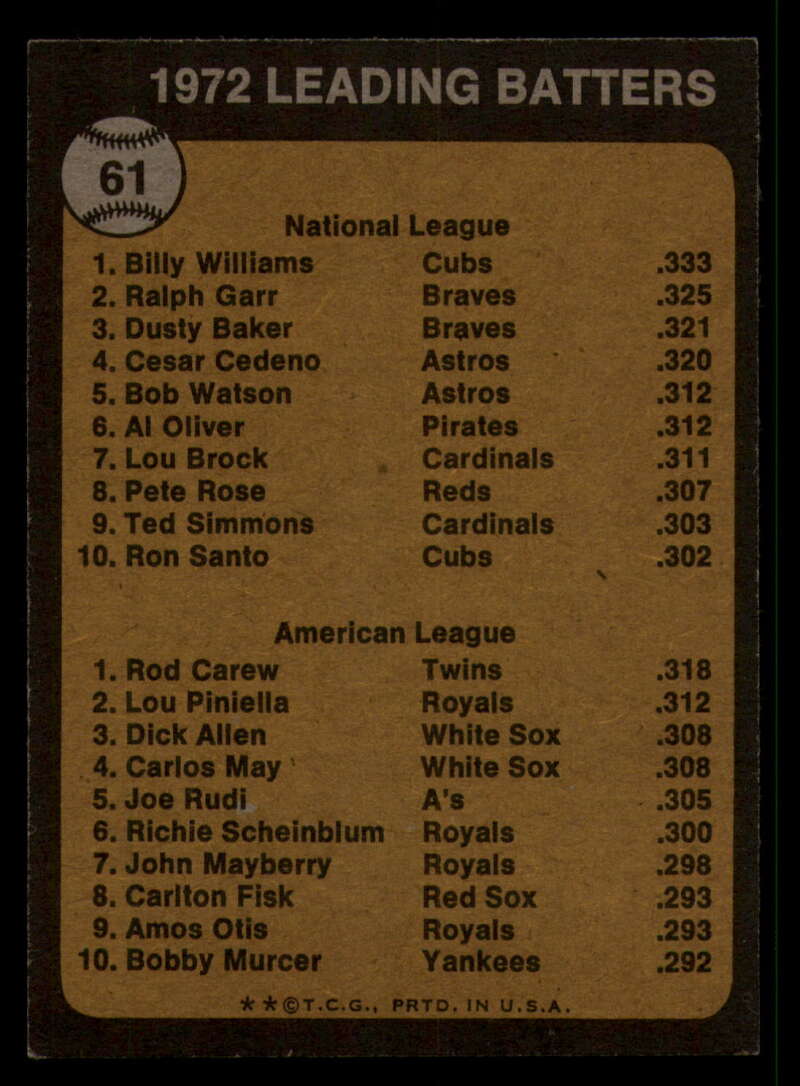 1972 LEADING BATTERS
61
National League
1. Billy Williams Cubs .333
2. Ralph Garr Braves .325
3. Dusty Baker Braves .321
4. Cesar Cedeno Astros .320
5. Bob Watson Astros .312
6. Al Oliver Pirates .312
7. Lou Brock Cardinals .311
8. Pete Rose Reds .307
9. Ted Simmons Cardinals .303
10. Ron Santo Cubs .302
American League
1. Rod Carew Twins .318
2. Lou Piniella Royals .312
3. Dick Allen White Sox .308
4. Carlos May White Sox .308
5. Joe Rudi A's .305
6. Richie Scheinblum Royals .300
7. John Mayberry Royals .298
8. Carlton Fisk Red Sox .293
9. Amos Otis Royals .293
10. Bobby Murcer Yankees .292
★★©T.C.G., PRTD. IN U.S.A.